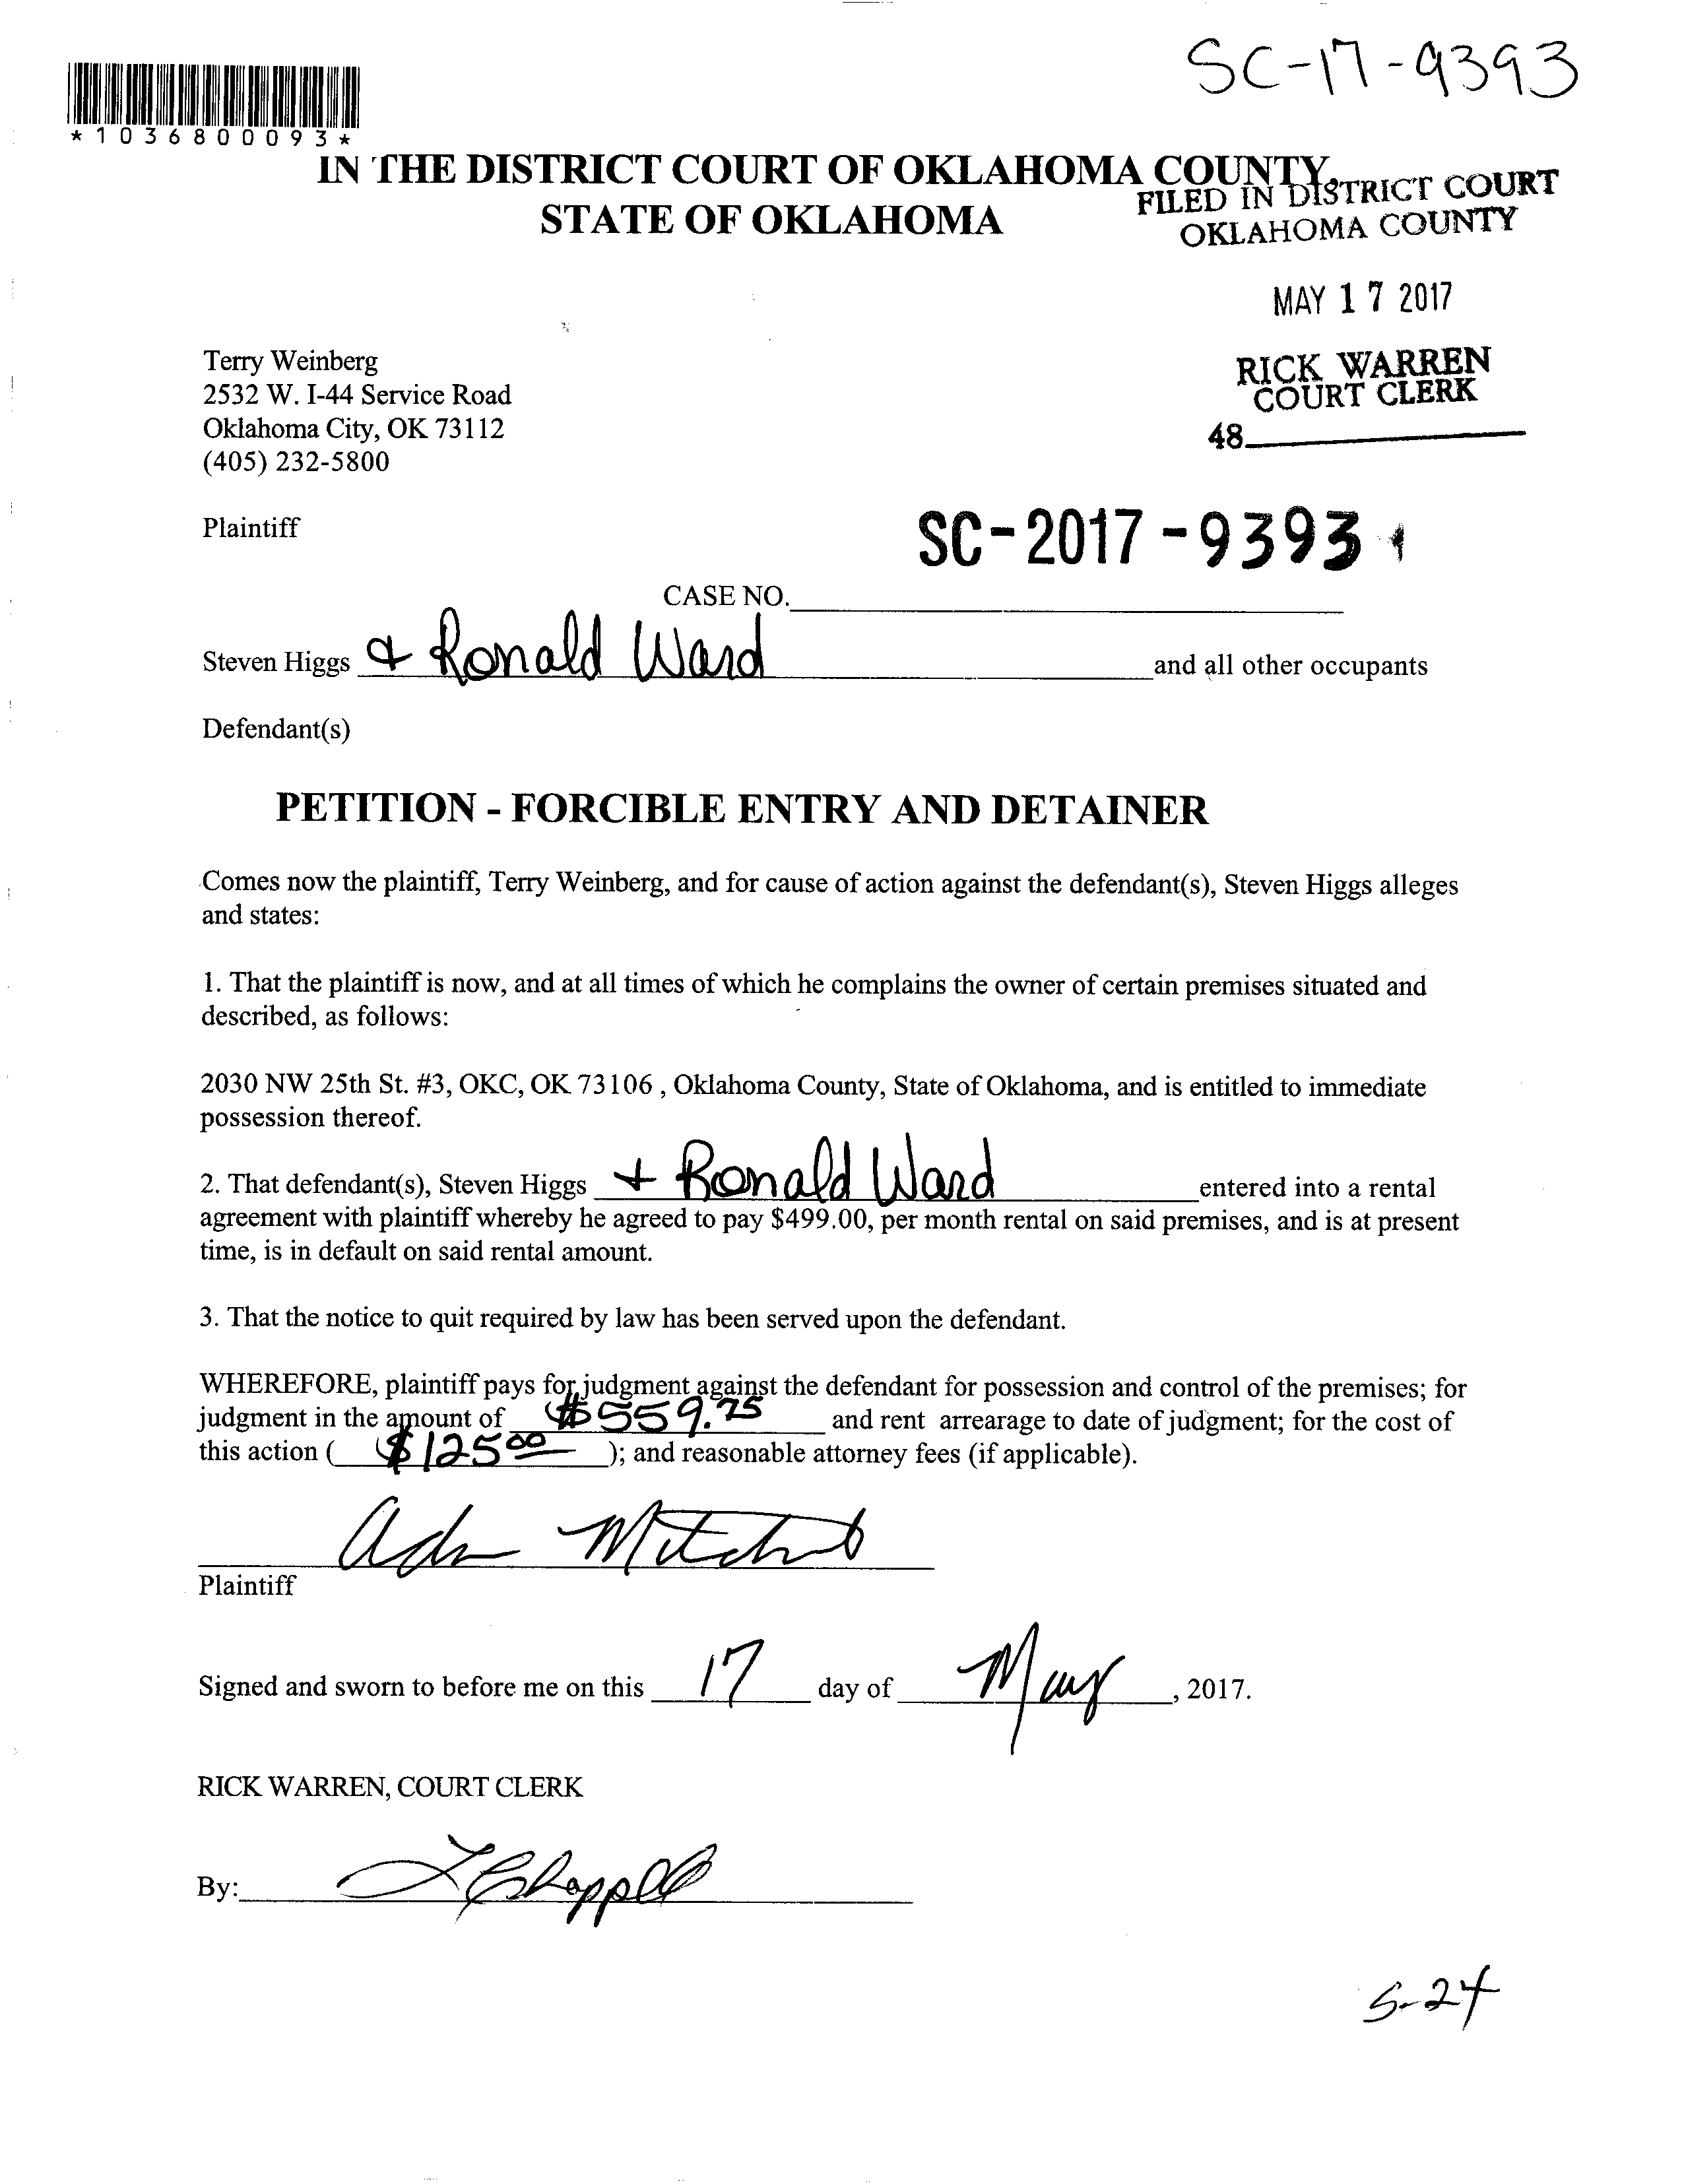 SC-17-9393
*1036800093*
IN THE DISTRICT COURT OF OKLAHOMA COUNTY,
STATE OF OKLAHOMA
FILED IN DISTRICT COURT
OKLAHOMA COUNTY
MAY 17 2017
RICK WARREN
COURT CLERK
48
Terry Weinberg
2532 W. I-44 Service Road
Oklahoma City, OK 73112
(405) 232-5800
Plaintiff
SC-2017-9393
CASE NO.
Steven Higgs & Ronald Ward and all other occupants
Defendant(s)
PETITION - FORCIBLE ENTRY AND DETAINER
Comes now the plaintiff, Terry Weinberg, and for cause of action against the defendant(s), Steven Higgs alleges
and states:
1. That the plaintiff is now, and at all times of which he complains the owner of certain premises situated and
described, as follows:
2030 NW 25th St. #3, OKC, OK 73106 , Oklahoma County, State of Oklahoma, and is entitled to immediate
possession thereof.
2. That defendant(s), Steven Higgs + Ronald Ward entered into a rental
agreement with plaintiff whereby he agreed to pay $499.00, per month rental on said premises, and is at present
time, is in default on said rental amount.
3. That the notice to quit required by law has been served upon the defendant.
WHEREFORE, plaintiff pays for judgment against the defendant for possession and control of the premises; for
judgment in the amount of $559.75 and rent arrearage to date of judgment; for the cost of
this action ( $125.00 ); and reasonable attorney fees (if applicable).
Plaintiff
Signed and sworn to before me on this 17 day of May, 2017.
RICK WARREN, COURT CLERK
By:
5-24